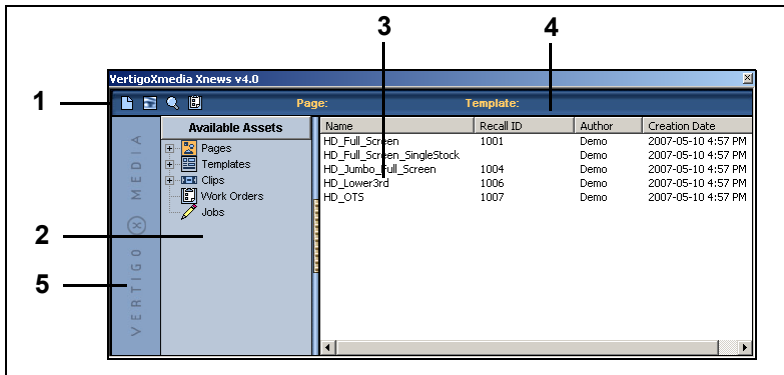 3
4
VertigoXmedia Xnews v4.0
1
Page:
Template:
Available Assets
Name Recall ID Author Creation Date
Pages
HD_Full_Screen 1001 Demo 2007-05-10 4:57 PM
HD_Full_Screen_SingleStock Demo 2007-05-10 4:57 PM
Templates
HD_Jumbo_Full_Screen 1004 Demo 2007-05-10 4:57 PM
Clips
HD_Lower3rd 1006 Demo 2007-05-10 4:57 PM
Work Orders
HD_OTS 1007 Demo 2007-05-10 4:57 PM
Jobs
2
5
VERTIGO X MEDIA